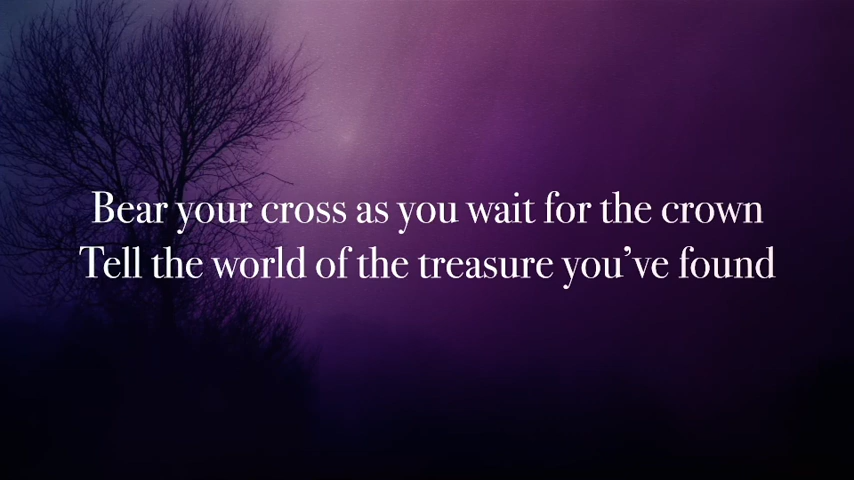 Bear your cross as you wait for the crown
Tell the world of the treasure you’ve found